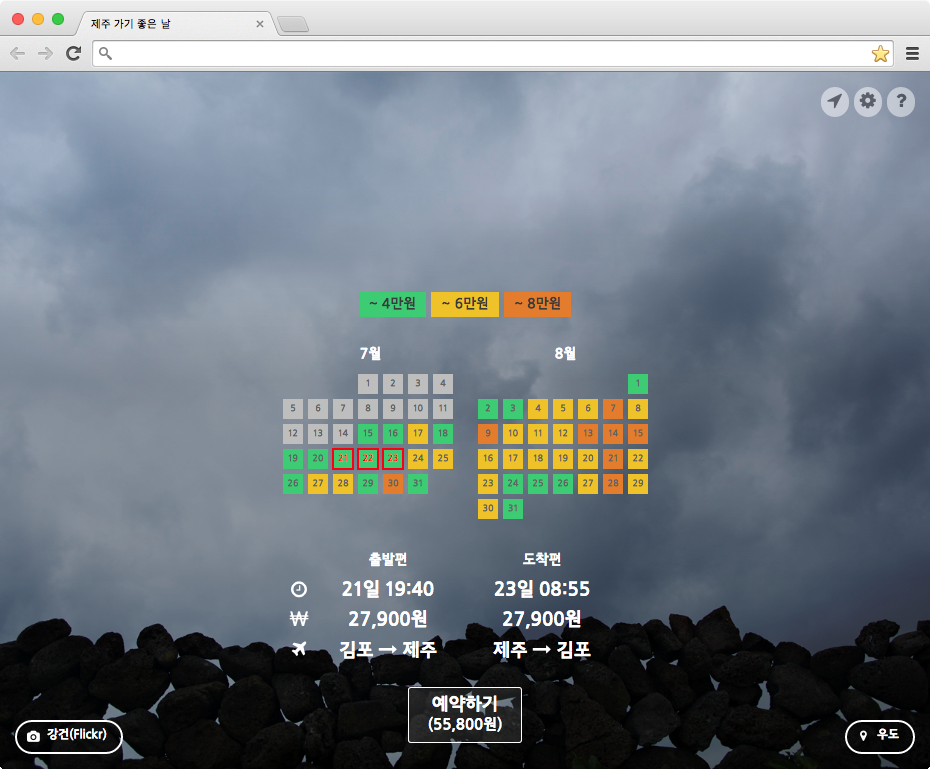 제주 가기 좋은 날
?
~ 4만원 ~ 6만원 ~ 8만원
7월 8월
1 2 3 4 1
5 6 7 8 9 10 11 2 3 4 5 6 7 8
12 13 14 15 16 17 18 9 10 11 12 13 14 15
19 20 21 22 23 24 25 16 17 18 19 20 21 22
26 27 28 29 30 31 23 24 25 26 27 28 29
30 31
출발편 도착편
21일 19:40 23일 08:55
₩ 27,900원 27,900원
김포 → 제주 제주 → 김포
예약하기
(55,800원)
강건(Flickr) 우도